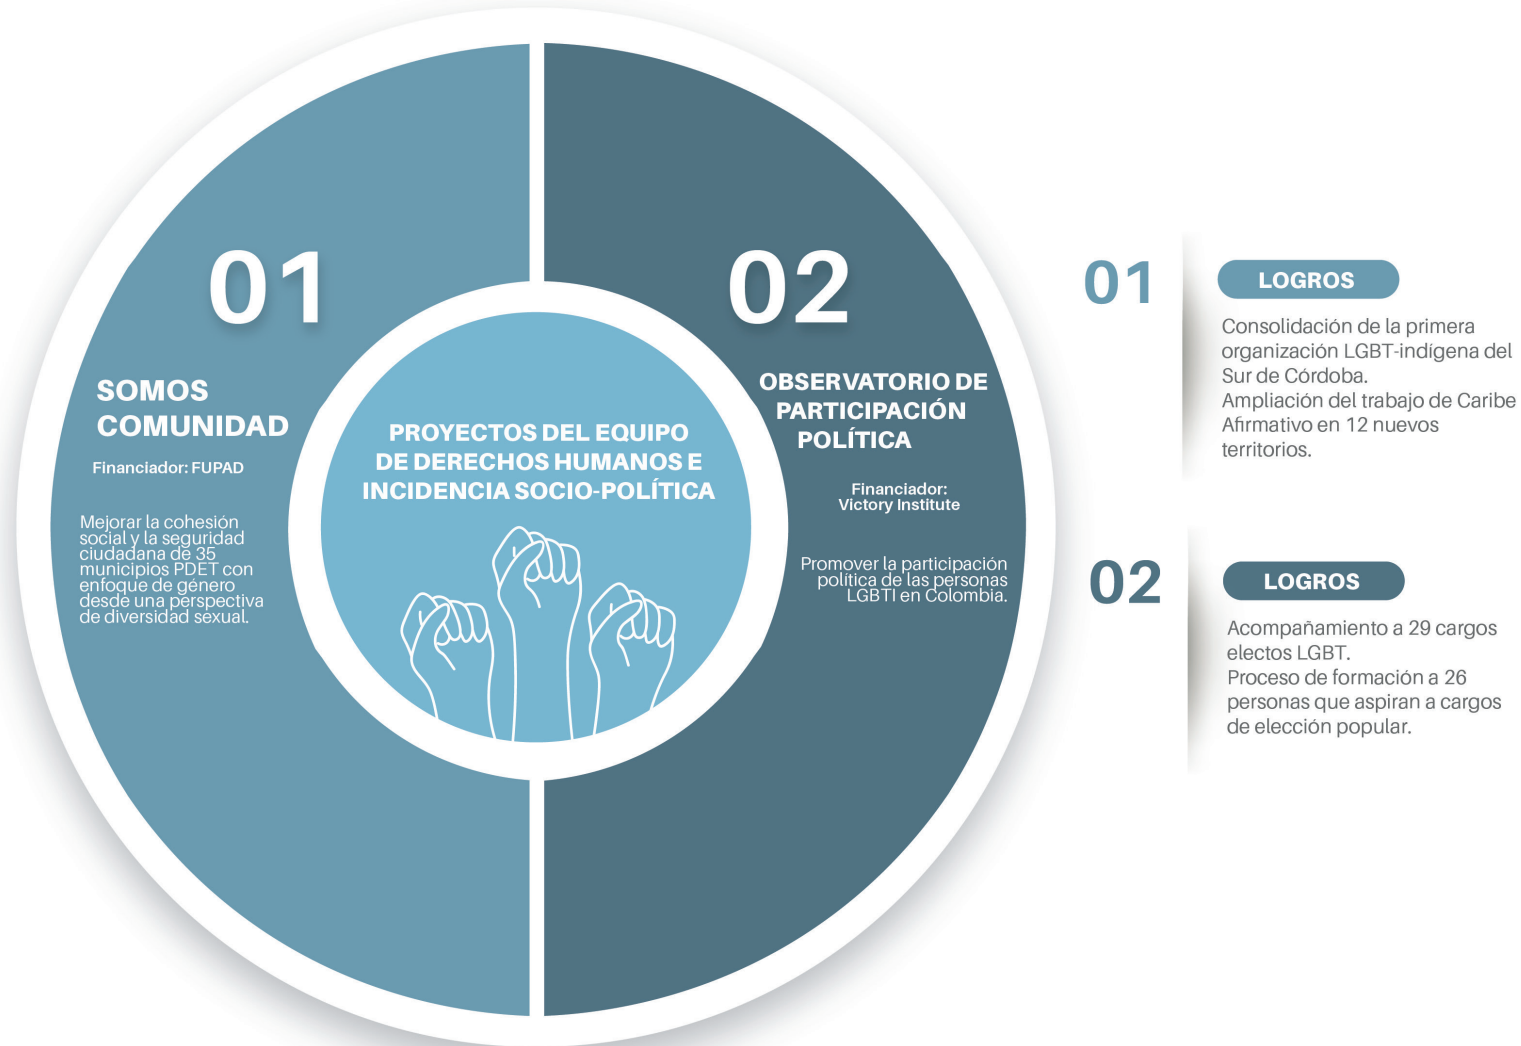 01
SOMOS
COMUNIDAD
Financiador: FUPAD
Mejorar la cohesión
social y la seguridad
ciudadana de 35
municipios PDET con
enfoque de género
desde una perspectiva
de diversidad sexual.
PROYECTOS DEL EQUIPO
DE DERECHOS HUMANOS E
INCIDENCIA SOCIO-POLÍTICA
02
OBSERVATORIO DE
PARTICIPACIÓN
POLÍTICA
Financiador:
Victory Institute
Promover la participación
política de las personas
LGBTI en Colombia.
01
LOGROS
Consolidación de la primera
organización LGBT-indígena del
Sur de Córdoba.
Ampliación del trabajo de Caribe
Afirmativo en 12 nuevos
territorios.
02
LOGROS
Acompañamiento a 29 cargos
electos LGBT.
Proceso de formación a 26
personas que aspiran a cargos
de elección popular.